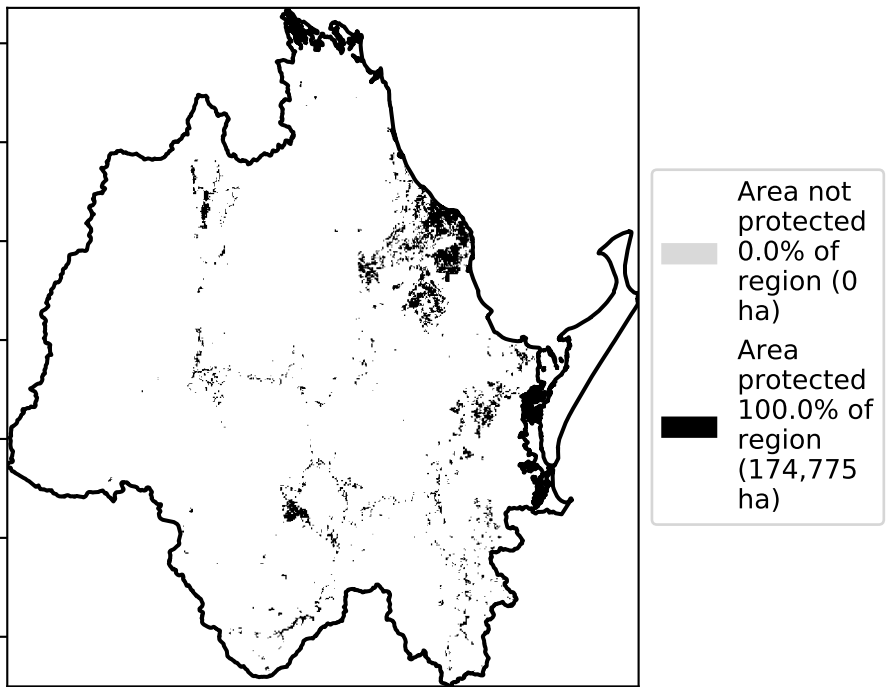 Area not
protected
0.0% of
region (0
ha)
Area
protected
100.0% of
region
(174,775
ha)